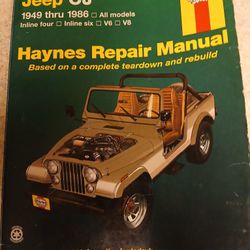 Jeep CJ
1949 thru 1986 □ All models
Inline four □ Inline six □ V6 □ V8
Haynes Repair Manual
Based on a complete teardown and rebuild